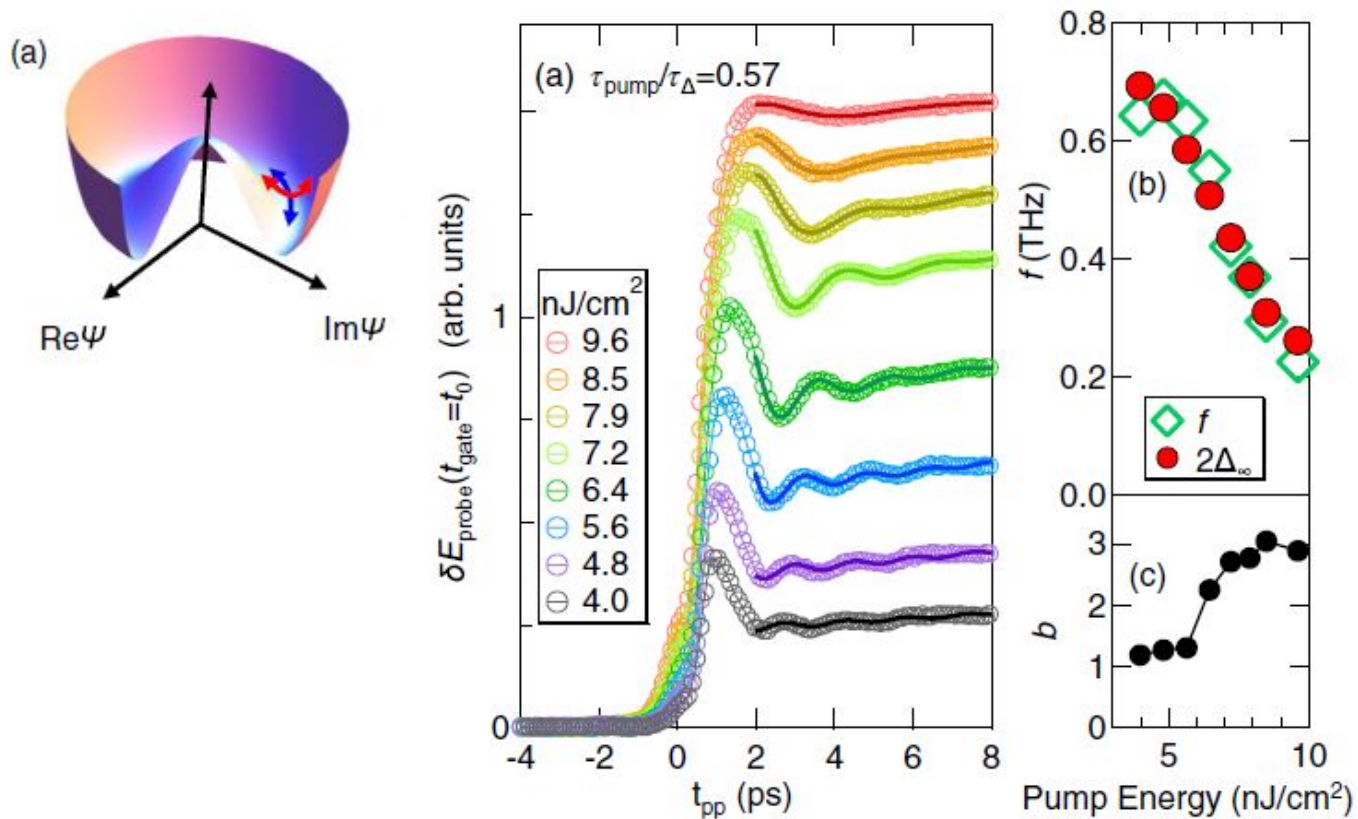 (a)
ReΨ
ImΨ
(a) τpump/τΔ=0.57
δEprobe(tgate=t0) (arb. units)
1
0
nJ/cm2
9.6
8.5
7.9
7.2
6.4
5.6
4.8
4.0
-4 -2 0 2 4 6 8
tpp (ps)
0.8
0.6
0.4
0.2
0.0
f (THz)
(b)
f
2Δ∞
3
2
1
0
b
(c)
5 10
Pump Energy (nJ/cm2)